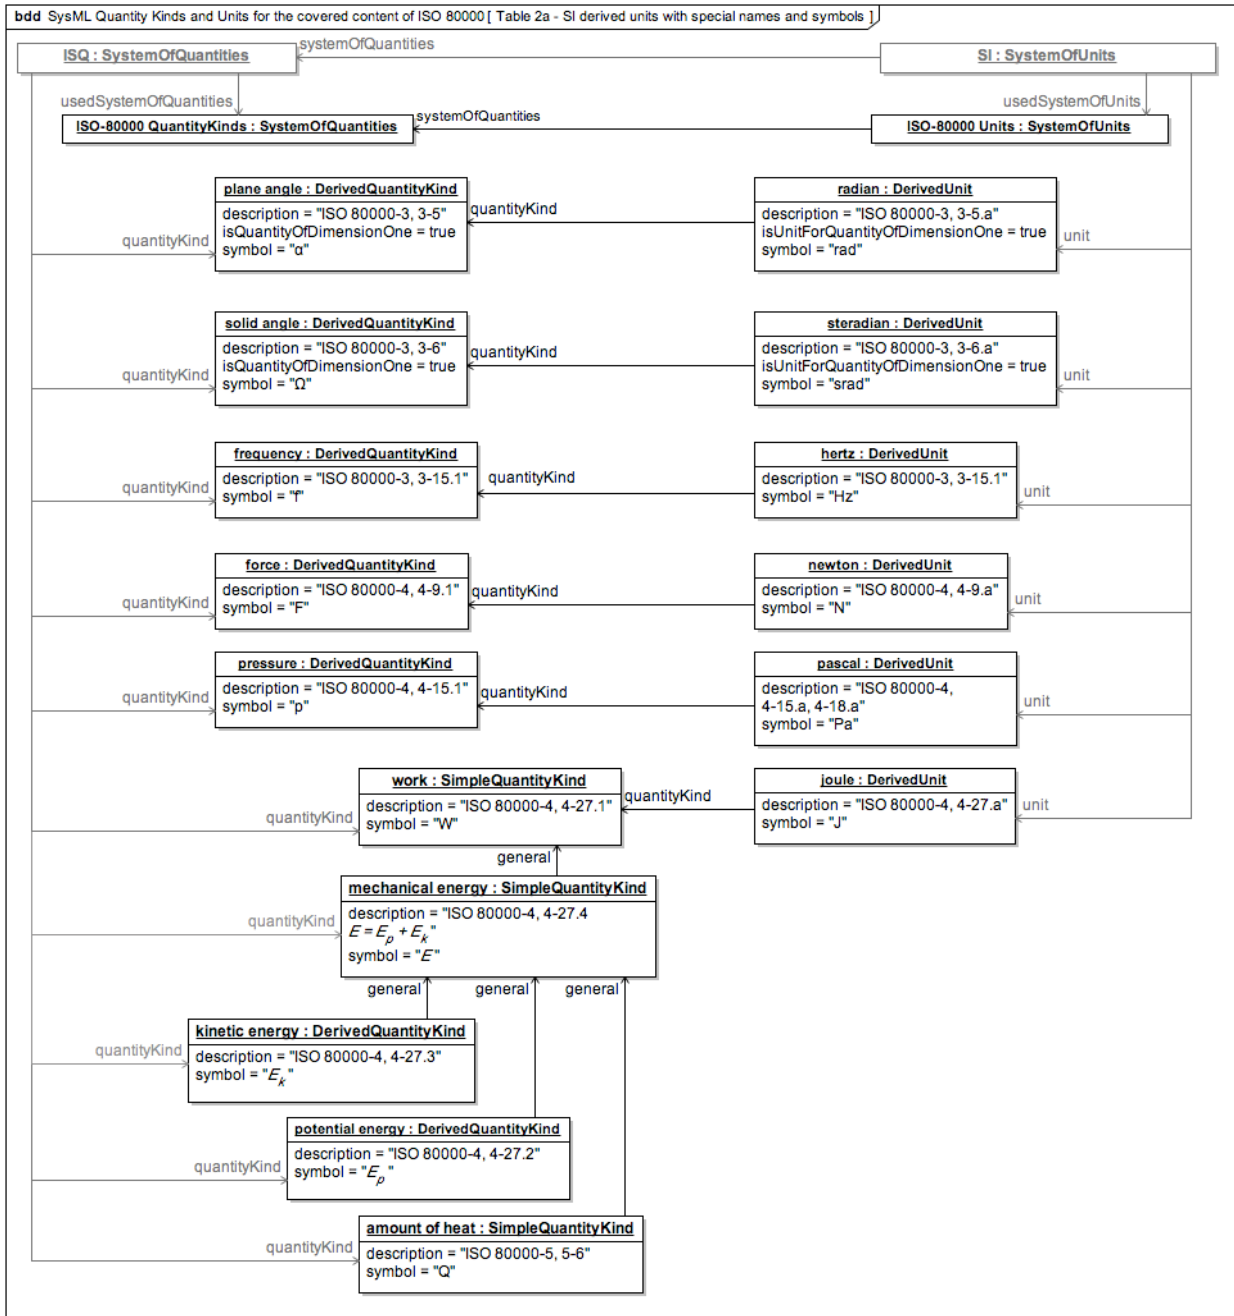 bdd SysML Quantity Kinds and Units for the covered content of ISO 80000 [ Table 2a - SI derived units with special names and symbols ]
ISQ : SystemOfQuantities
systemOfQuantities
SI : SystemOfUnits
usedSystemOfQuantities
usedSystemOfUnits
ISO-80000 QuantityKinds : SystemOfQuantities
systemOfQuantities
ISO-80000 Units : SystemOfUnits
plane angle : DerivedQuantityKind
description = "ISO 80000-3, 3-5"
isQuantityOfDimensionOne = true
symbol = "α"
quantityKind
quantityKind
radian : DerivedUnit
description = "ISO 80000-3, 3-5.a"
isUnitForQuantityOfDimensionOne = true
symbol = "rad"
unit
solid angle : DerivedQuantityKind
description = "ISO 80000-3, 3-6"
isQuantityOfDimensionOne = true
symbol = "Ω"
quantityKind
quantityKind
steradian : DerivedUnit
description = "ISO 80000-3, 3-6.a"
isUnitForQuantityOfDimensionOne = true
symbol = "srad"
unit
frequency : DerivedQuantityKind
description = "ISO 80000-3, 3-15.1"
symbol = "f"
quantityKind
quantityKind
hertz : DerivedUnit
description = "ISO 80000-3, 3-15.1"
symbol = "Hz"
unit
force : DerivedQuantityKind
description = "ISO 80000-4, 4-9.1"
symbol = "F"
quantityKind
quantityKind
newton : DerivedUnit
description = "ISO 80000-4, 4-9.a"
symbol = "N"
unit
pressure : DerivedQuantityKind
description = "ISO 80000-4, 4-15.1"
symbol = "p"
quantityKind
quantityKind
pascal : DerivedUnit
description = "ISO 80000-4,
4-15.a, 4-18.a"
symbol = "Pa"
unit
work : SimpleQuantityKind
description = "ISO 80000-4, 4-27.1"
symbol = "W"
quantityKind
quantityKind
joule : DerivedUnit
description = "ISO 80000-4, 4-27.a"
symbol = "J"
unit
general
mechanical energy : SimpleQuantityKind
description = "ISO 80000-4, 4-27.4
E = E_p + E_k"
symbol = "E"
quantityKind
general
general
general
kinetic energy : DerivedQuantityKind
description = "ISO 80000-4, 4-27.3"
symbol = "E_k"
quantityKind
potential energy : DerivedQuantityKind
description = "ISO 80000-4, 4-27.2"
symbol = "E_p"
quantityKind
amount of heat : SimpleQuantityKind
description = "ISO 80000-5, 5-6"
symbol = "Q"
quantityKind